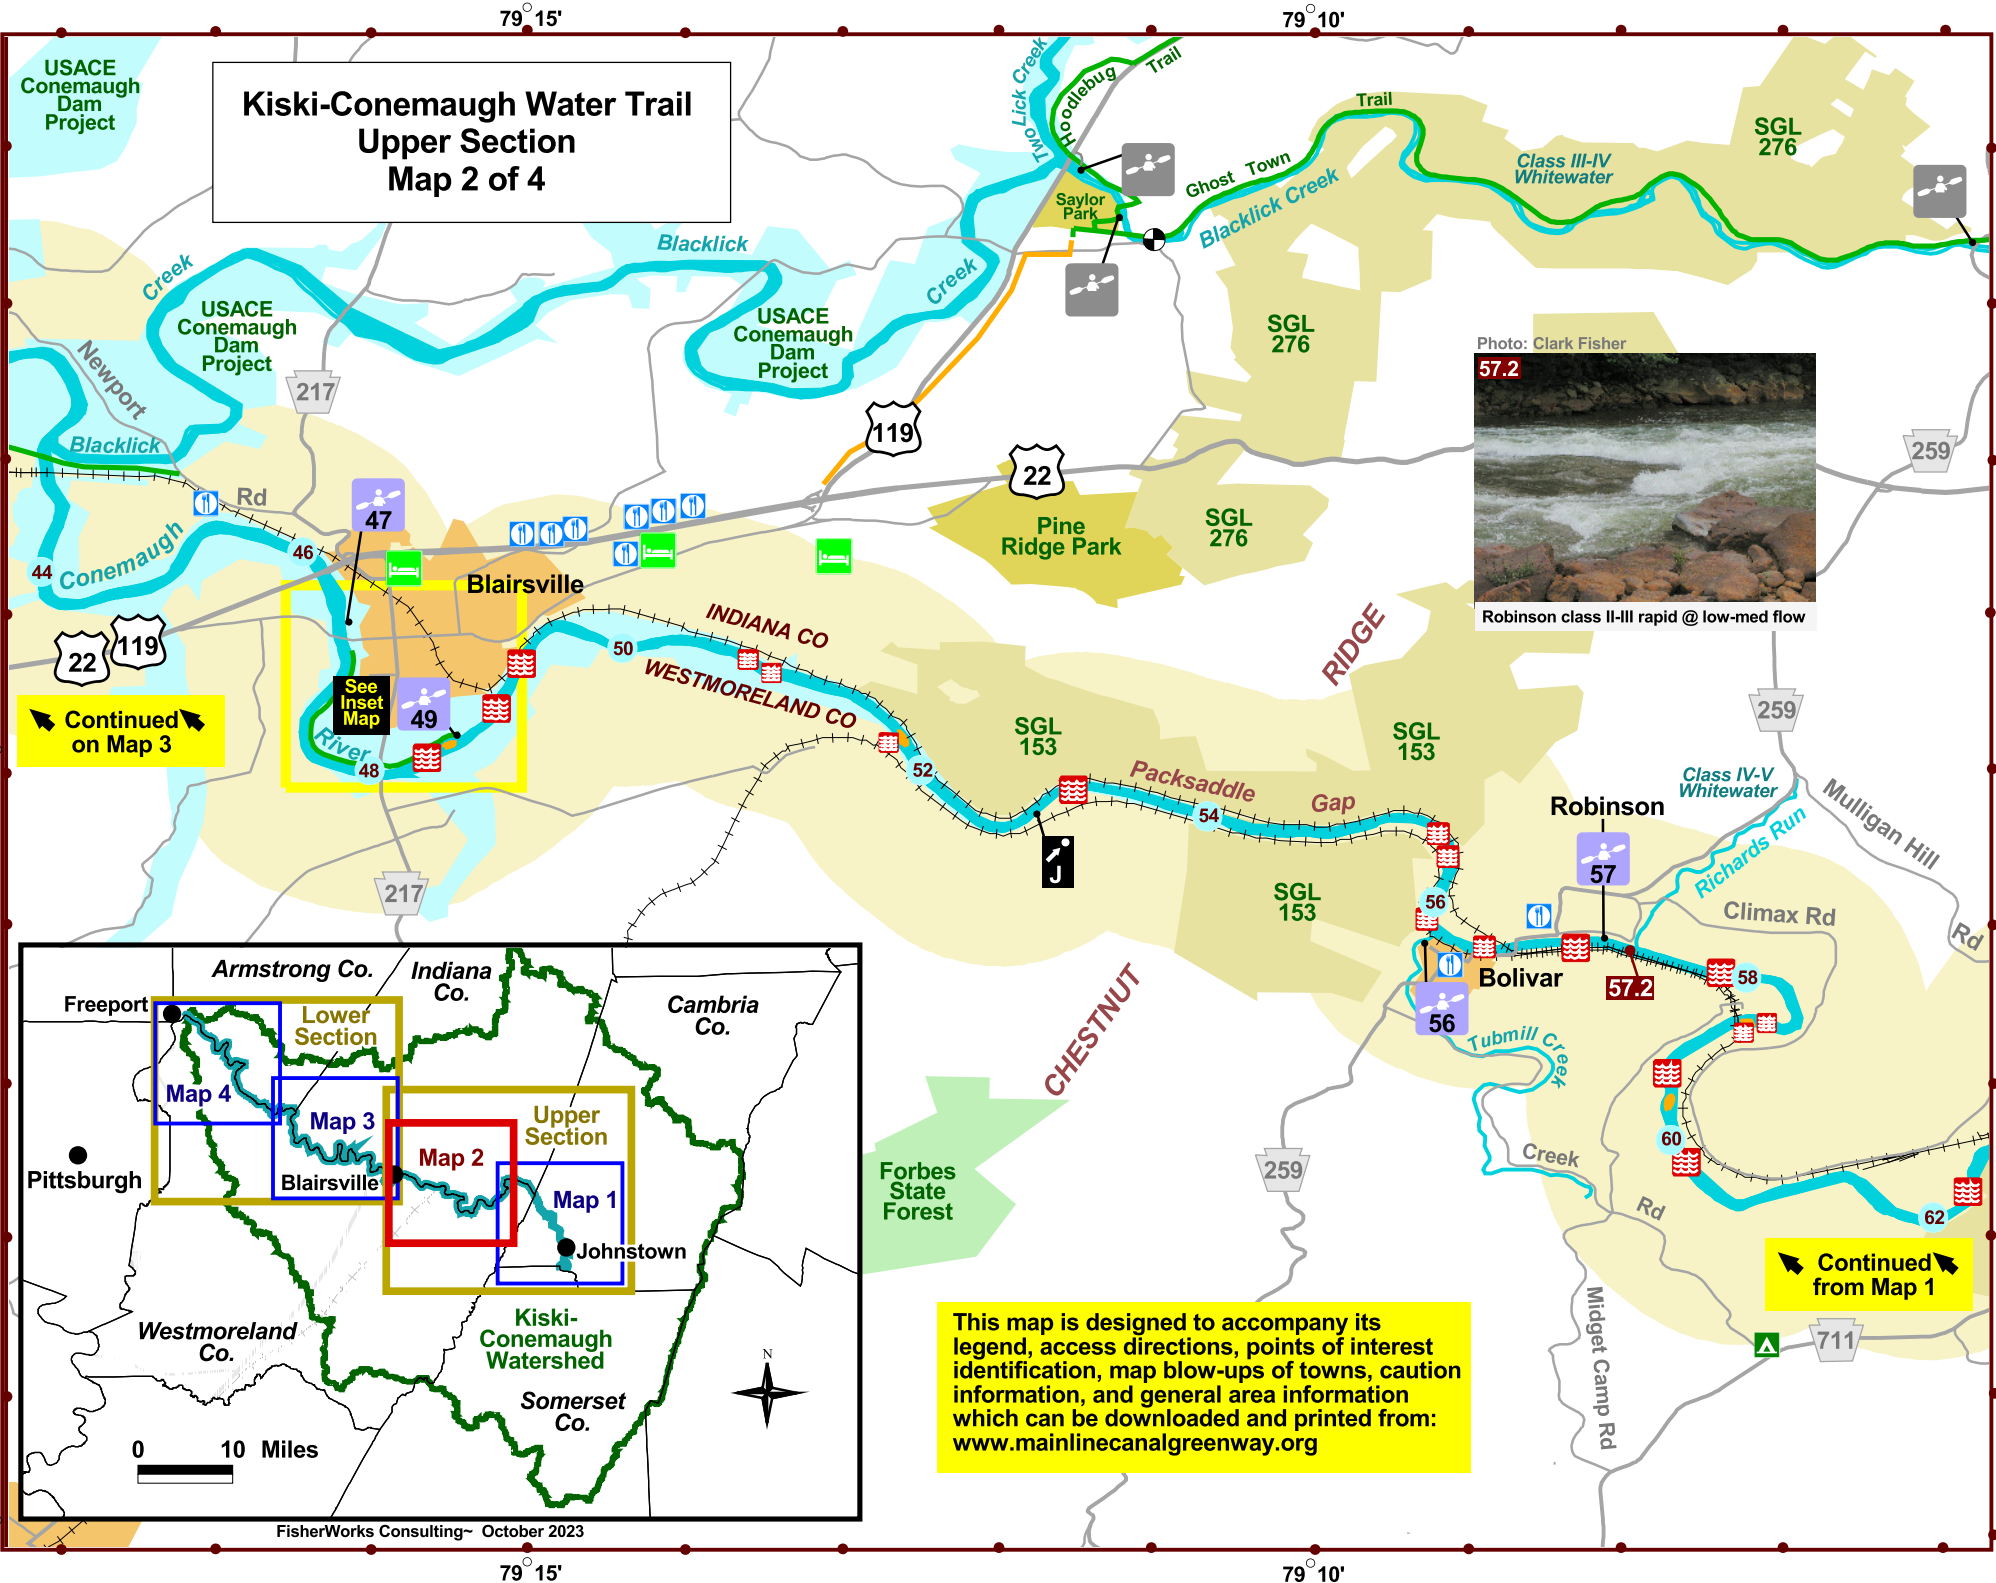 79°15'
79°10'
USACE
Conemaugh
Dam
Project
Kiski-Conemaugh Water Trail
Upper Section
Map 2 of 4
Two Lick Creek
Hoodlebug
Trail
Saylor
Park
Ghost Town
Trail
Blacklick Creek
Class III-IV
Whitewater
SGL
276
Creek
Blacklick
Creek
USACE
Conemaugh
Dam
Project
USACE
Conemaugh
Dam
Project
SGL
276
Newport
Rd
217
Blacklick
119
22
Pine
Ridge Park
SGL
276
Photo: Clark Fisher
57.2
Robinson class II-III rapid @ low-med flow
259
47
46
44
Conemaugh
Blairsville
22
119
Continued
on Map 3
See
Inset
Map
49
River
48
50
INDIANA CO
WESTMORELAND CO
52
SGL
153
RIDGE
SGL
153
259
Packsaddle
Gap
54
J
Class IV-V
Whitewater
Richards Run
Mulligan Hill
Rd
Robinson
57
217
SGL
153
56
Climax Rd
Bolivar
56
57.2
58
CHESTNUT
Tubmill Creek
Creek
60
62
259
Rd
Midget Camp Rd
711
Continued
from Map 1
Forbes
State
Forest
Armstrong Co.
Indiana
Co.
Cambria
Co.
Freeport
Lower
Section
Map 4
Map 3
Upper
Section
Map 2
Map 1
Pittsburgh
Blairsville
Johnstown
Westmoreland
Co.
Kiski-
Conemaugh
Watershed
Somerset
Co.
N
0 10 Miles
This map is designed to accompany its
legend, access directions, points of interest
identification, map blow-ups of towns, caution
information, and general area information
which can be downloaded and printed from:
www.mainlinecanalgreenway.org
FisherWorks Consulting~ October 2023
79°15'
79°10'